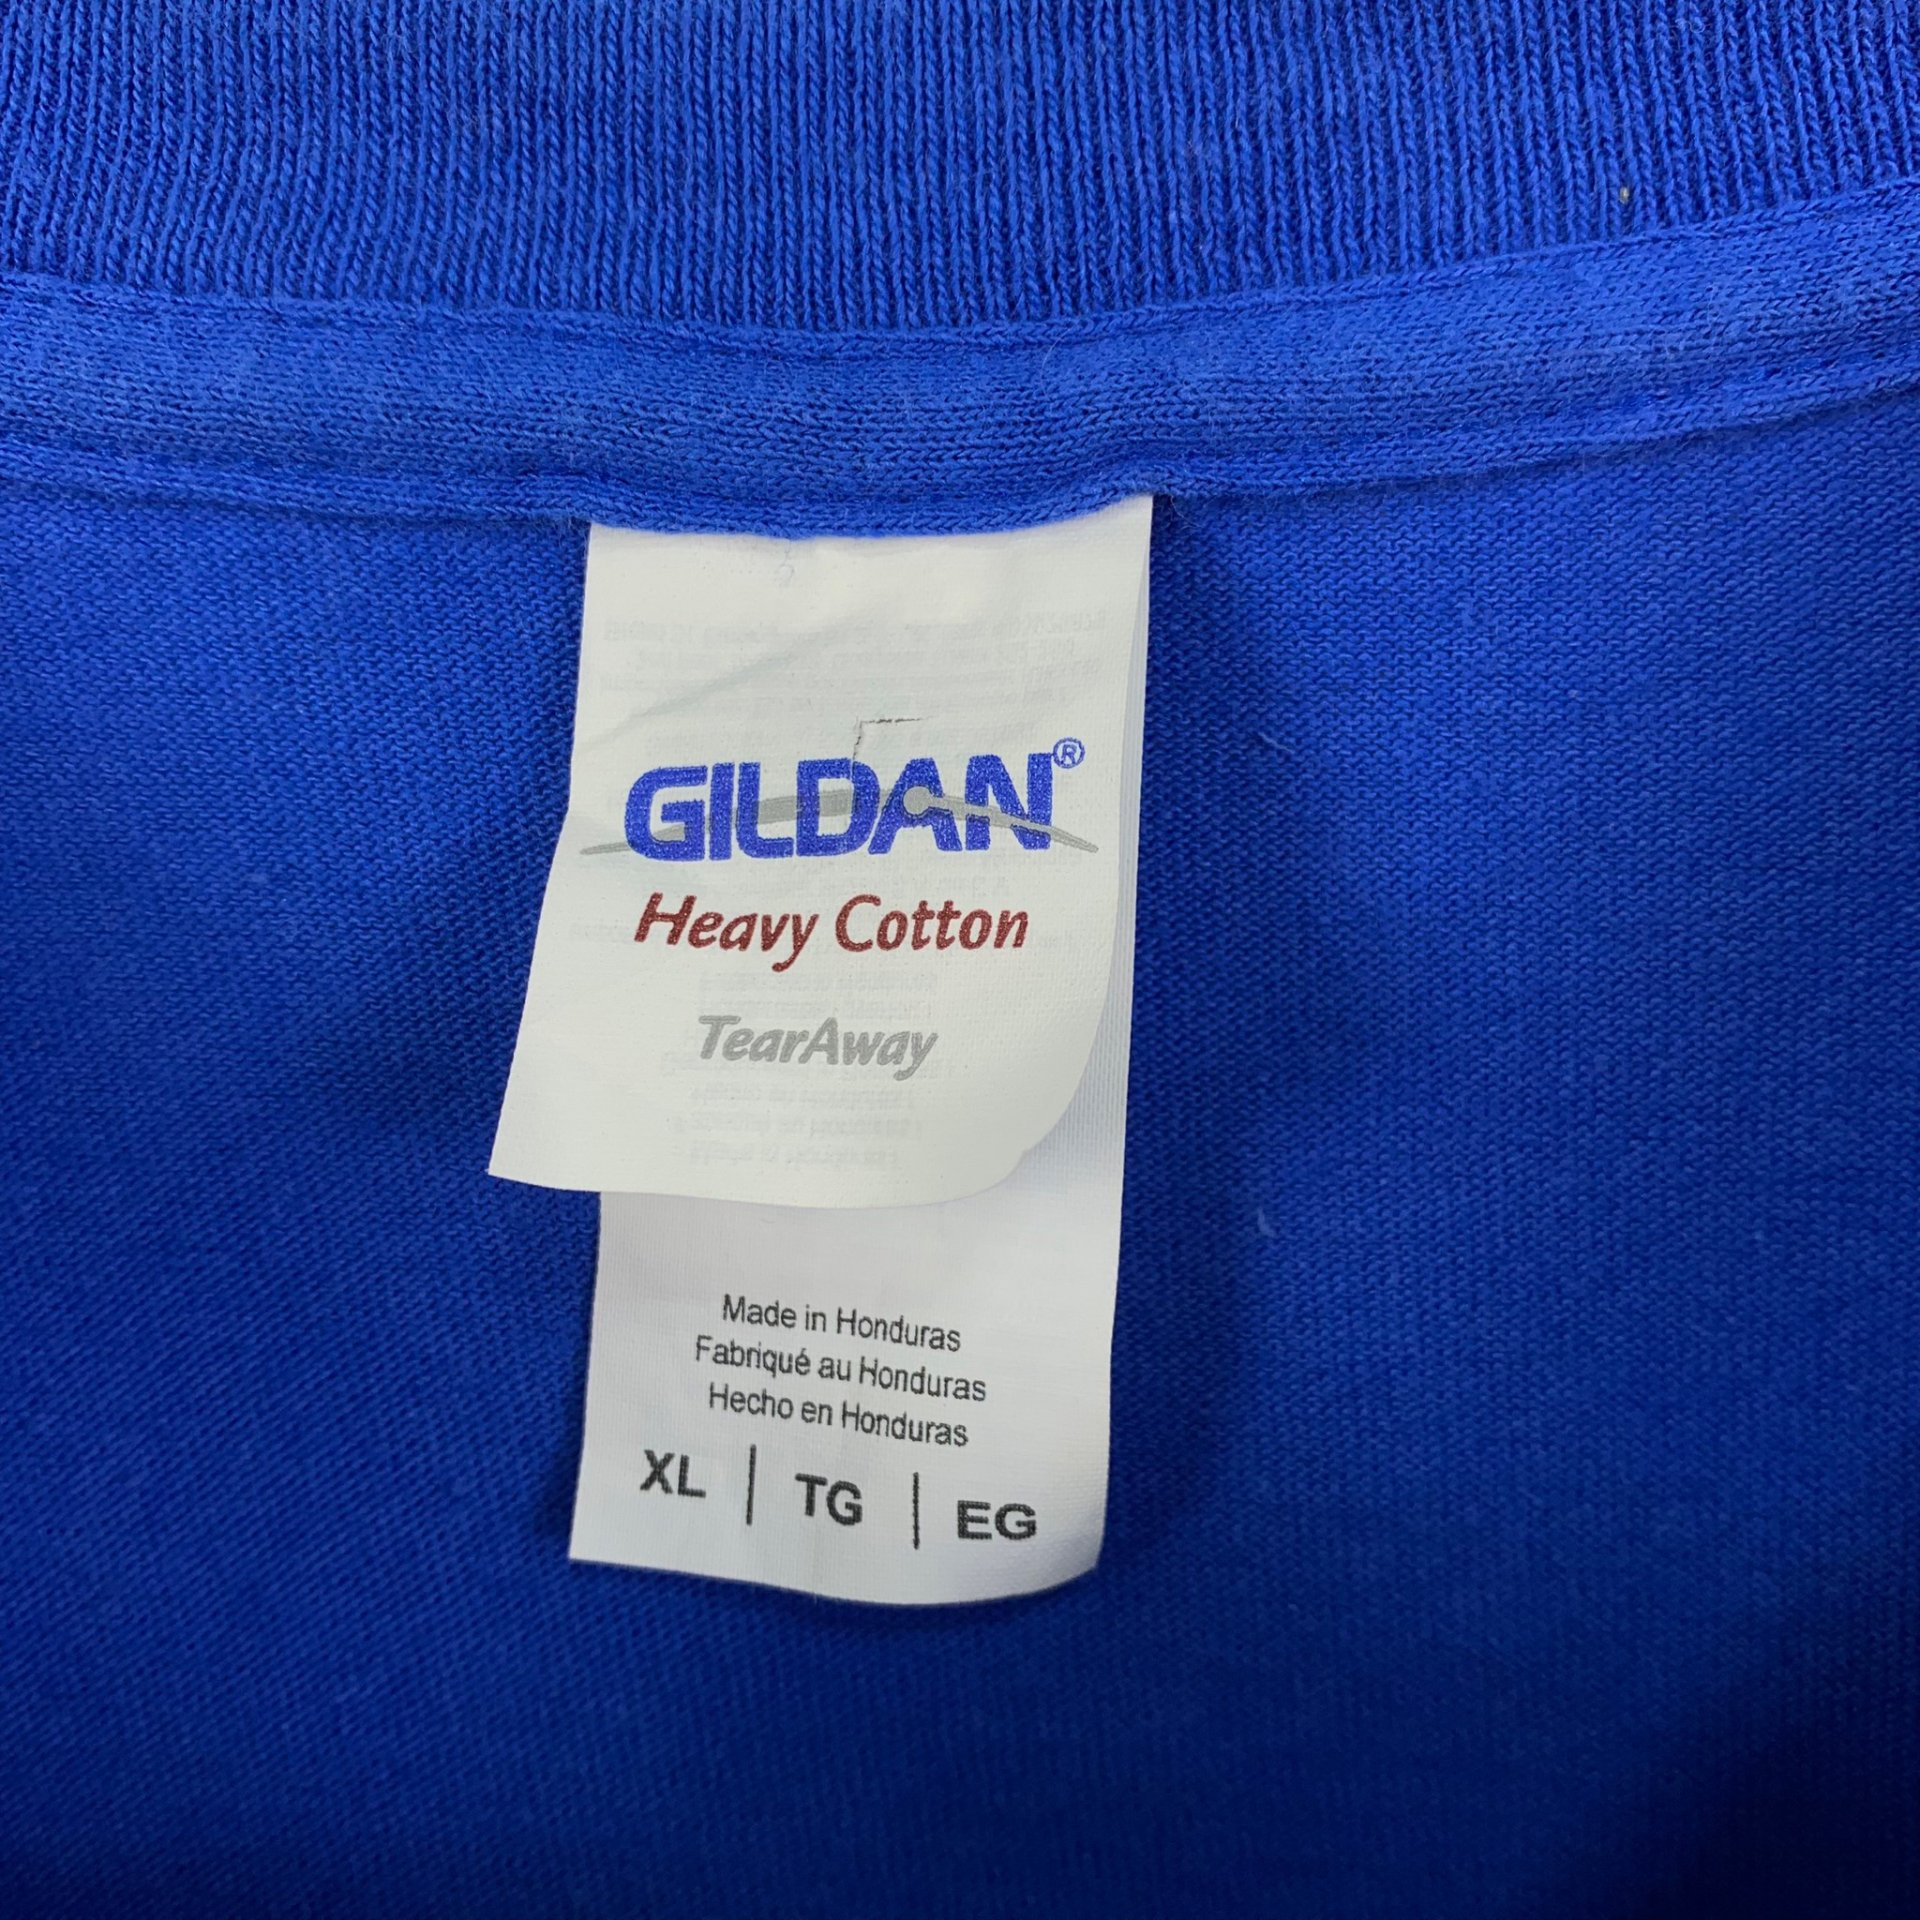 GILDAN®
Heavy Cotton
TearAway
Made in Honduras
Fabriqué au Honduras
Hecho en Honduras
XL | TG | EG